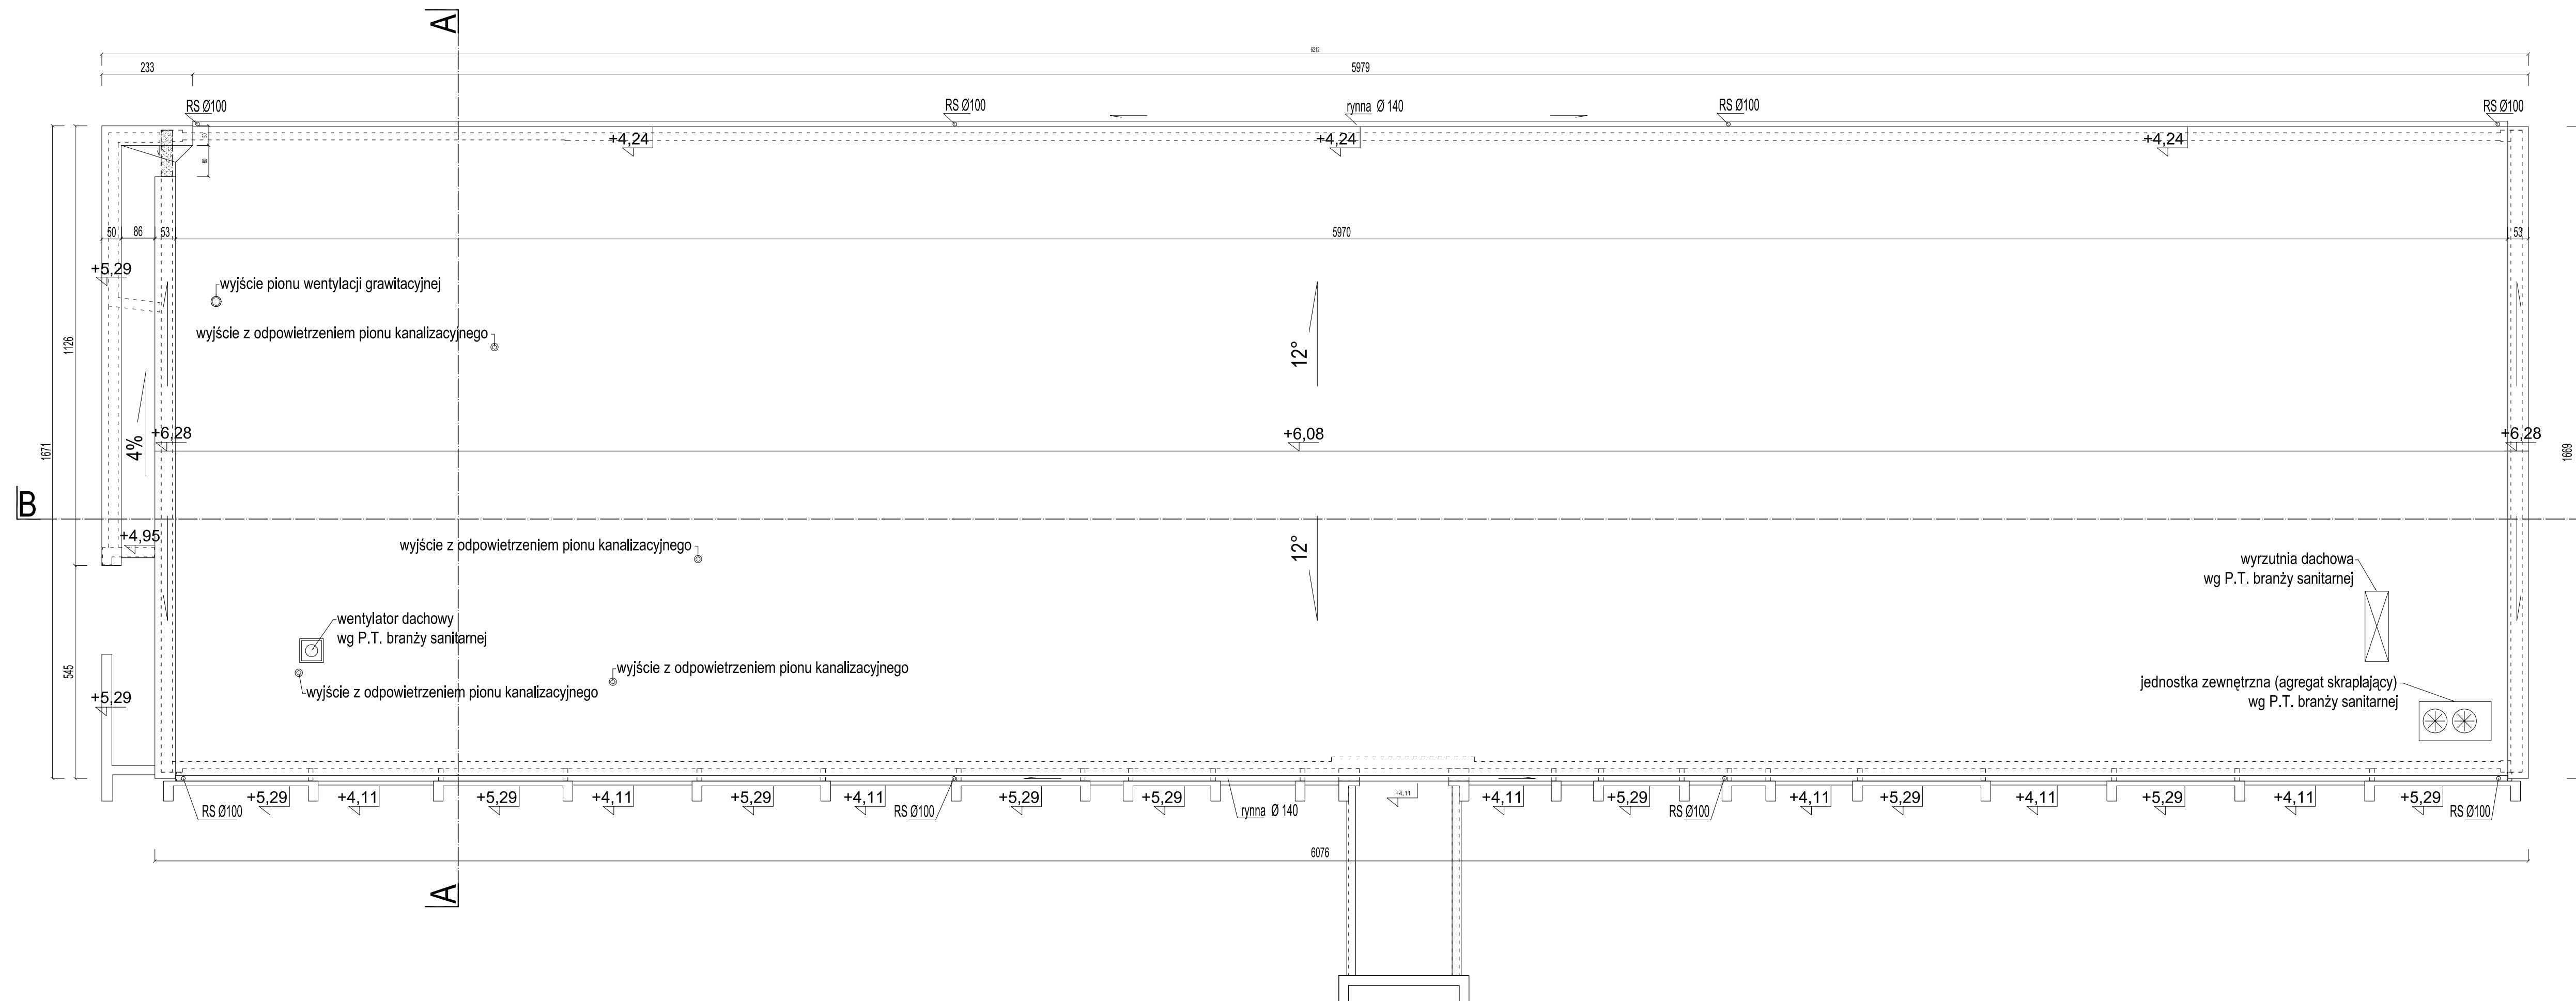 A
6212
233
5979
RS Ø100
RS Ø100
rynna Ø 140
RS Ø100
RS Ø100
+4,24
+4,24
+4,24
50
86
53
5970
53
+5,29
wyjście pionu wentylacji grawitacyjnej
wyjście z odpowietrzeniem pionu kanalizacyjnego
1126
12°
4%
+6,28
+6,08
+6,28
1671
1669
B
+4,95
wyjście z odpowietrzeniem pionu kanalizacyjnego
12°
wyrzutnia dachowa
wg P.T. branży sanitarnej
wentylator dachowy
wg P.T. branży sanitarnej
545
wyjście z odpowietrzeniem pionu kanalizacyjnego
wyjście z odpowietrzeniem pionu kanalizacyjnego
jednostka zewnętrzna (agregat skraplający)
wg P.T. branży sanitarnej
+5,29
+5,29
+4,11
+5,29
+4,11
+5,29
+4,11
+5,29
+5,29
+4,11
+4,11
+5,29
+4,11
+5,29
+4,11
+5,29
+4,11
+5,29
RS Ø100
RS Ø100
rynna Ø 140
RS Ø100
RS Ø100
6076
A